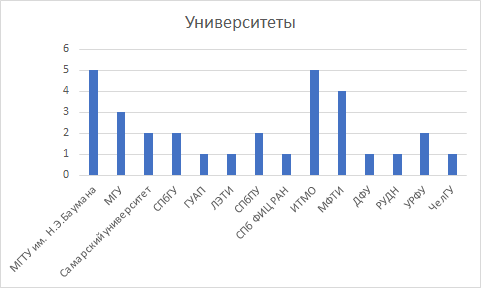 Университеты
6
5
4
3
2
1
0
МГТУ им. Н.Э.Баумана
МГУ
Самарский университет
СПбГУ
ГУАП
ЛЭТИ
СПбПУ
СПб ФИЦ РАН
ИТМО
МФТИ
ДФУ
РУДН
УРФУ
ЧелГУ